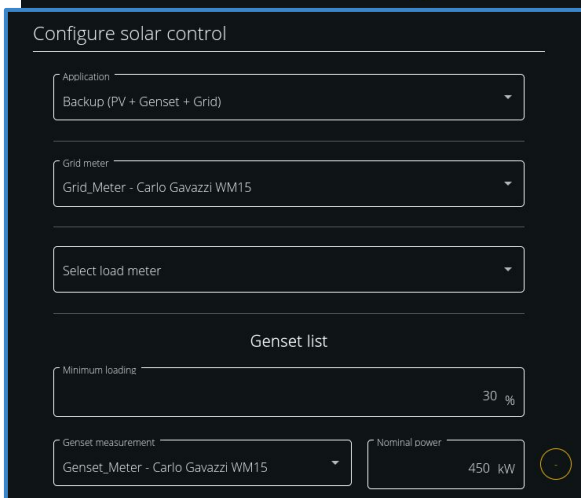 Configure solar control
Application
Backup (PV + Genset + Grid)
Grid meter
Grid_Meter - Carlo Gavazzi WM15
Select load meter
Genset list
Minimum loading
30 %
Genset measurement
Genset_Meter - Carlo Gavazzi WM15
Nominal power
450 kW
-